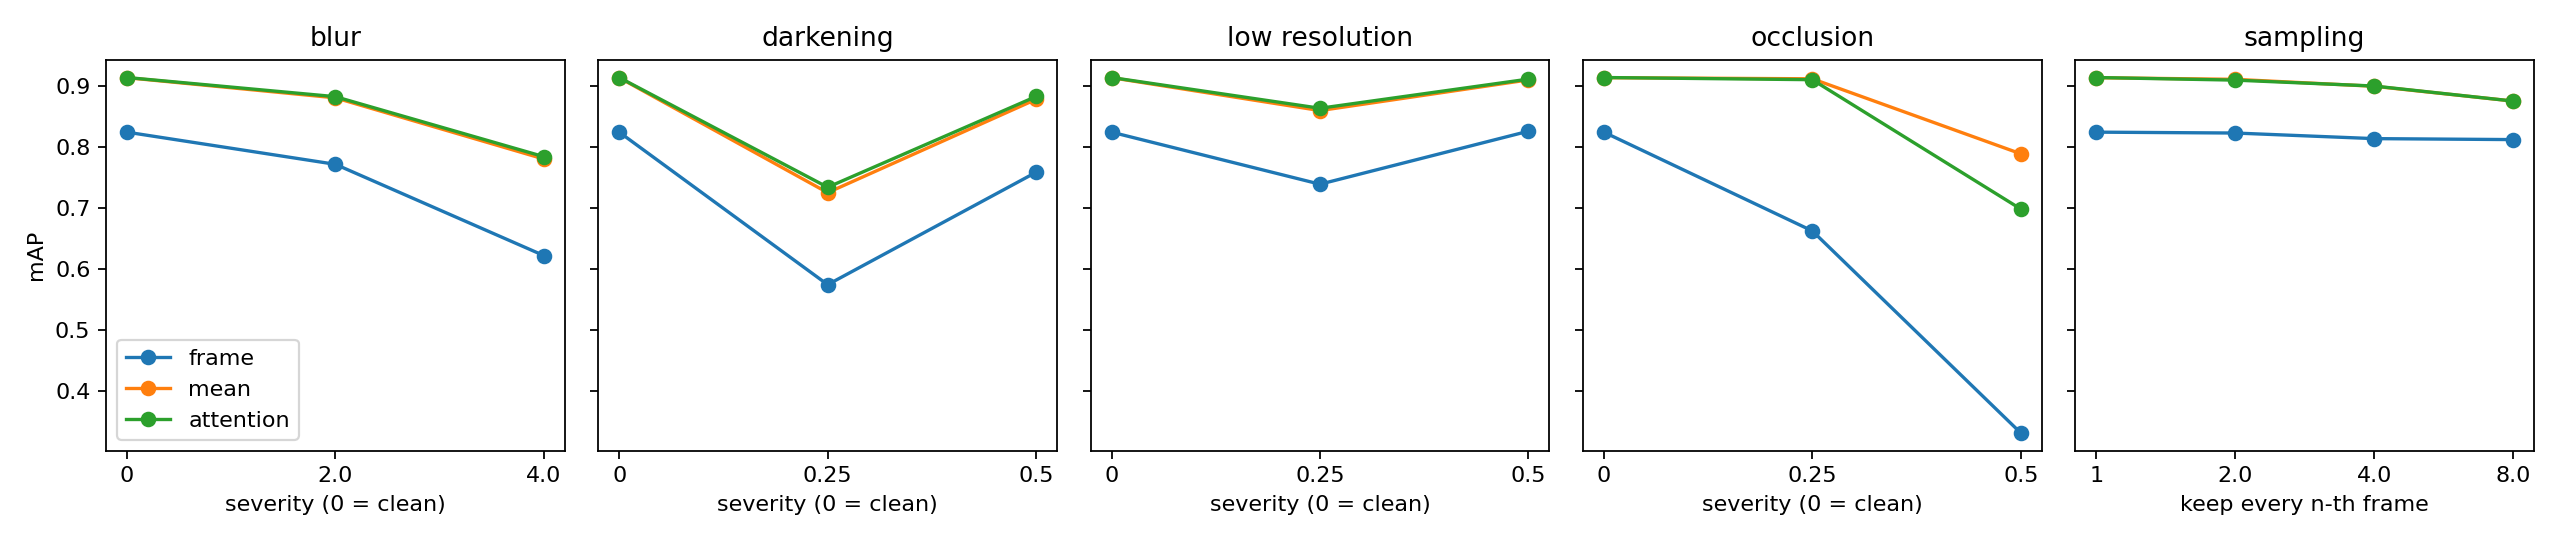 blur
darkening
low resolution
occlusion
sampling
mAP
0.9
0.8
0.7
0.6
0.5
0.4
frame
mean
attention
0 2.0 4.0
0 0.25 0.5
0 0.25 0.5
0 0.25 0.5
1 2.0 4.0 8.0
severity (0 = clean)
severity (0 = clean)
severity (0 = clean)
severity (0 = clean)
keep every n-th frame